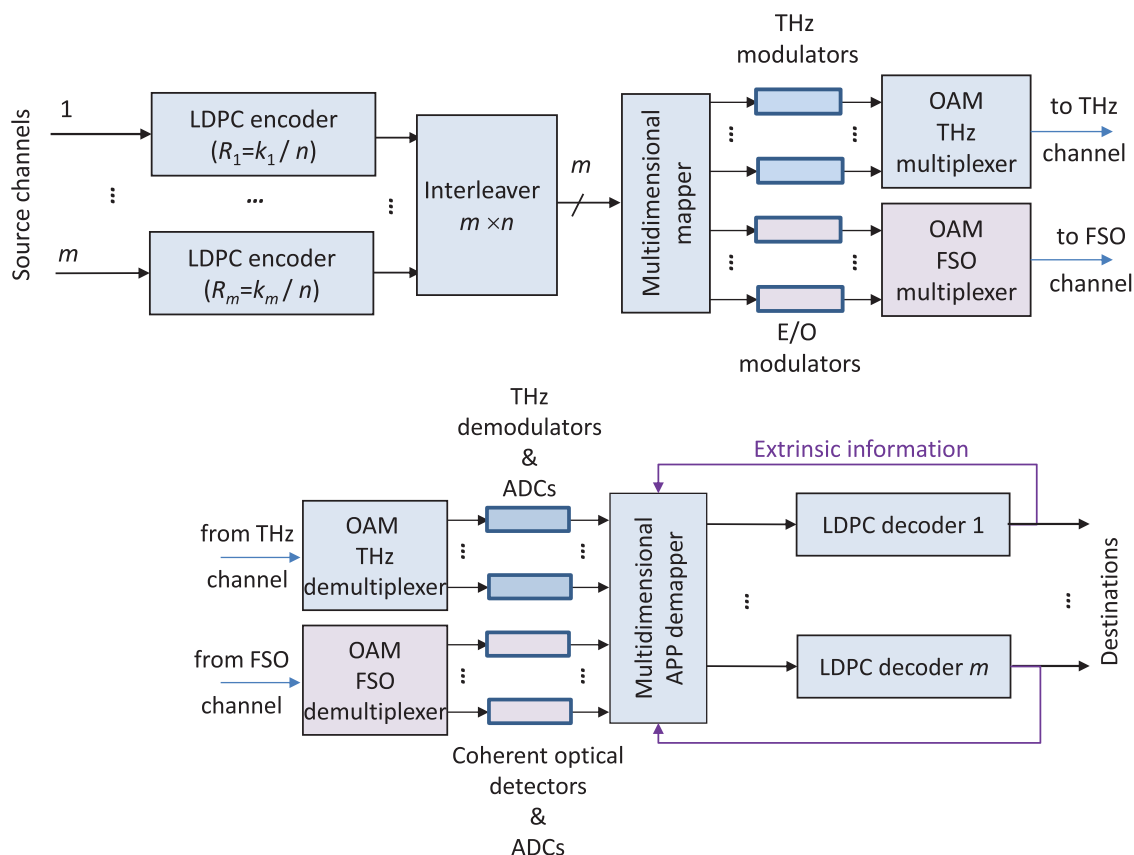 THz
modulators
Source channels
1
LDPC encoder
(R1=k1 / n)
...
...
...
m
LDPC encoder
(Rm=km / n)
Interleaver
m ×n
m
Multidimensional
mapper
...
...
...
...
OAM
THz
multiplexer
to THz
channel
OAM
FSO
multiplexer
to FSO
channel
E/O
modulators
THz
demodulators
&
ADCs
Extrinsic information
from THz
channel
OAM
THz
demultiplexer
...
...
from FSO
channel
OAM
FSO
demultiplexer
...
...
Multidimensional
APP demapper
LDPC decoder 1
...
...
...
LDPC decoder m
Destinations
Coherent optical
detectors
&
ADCs